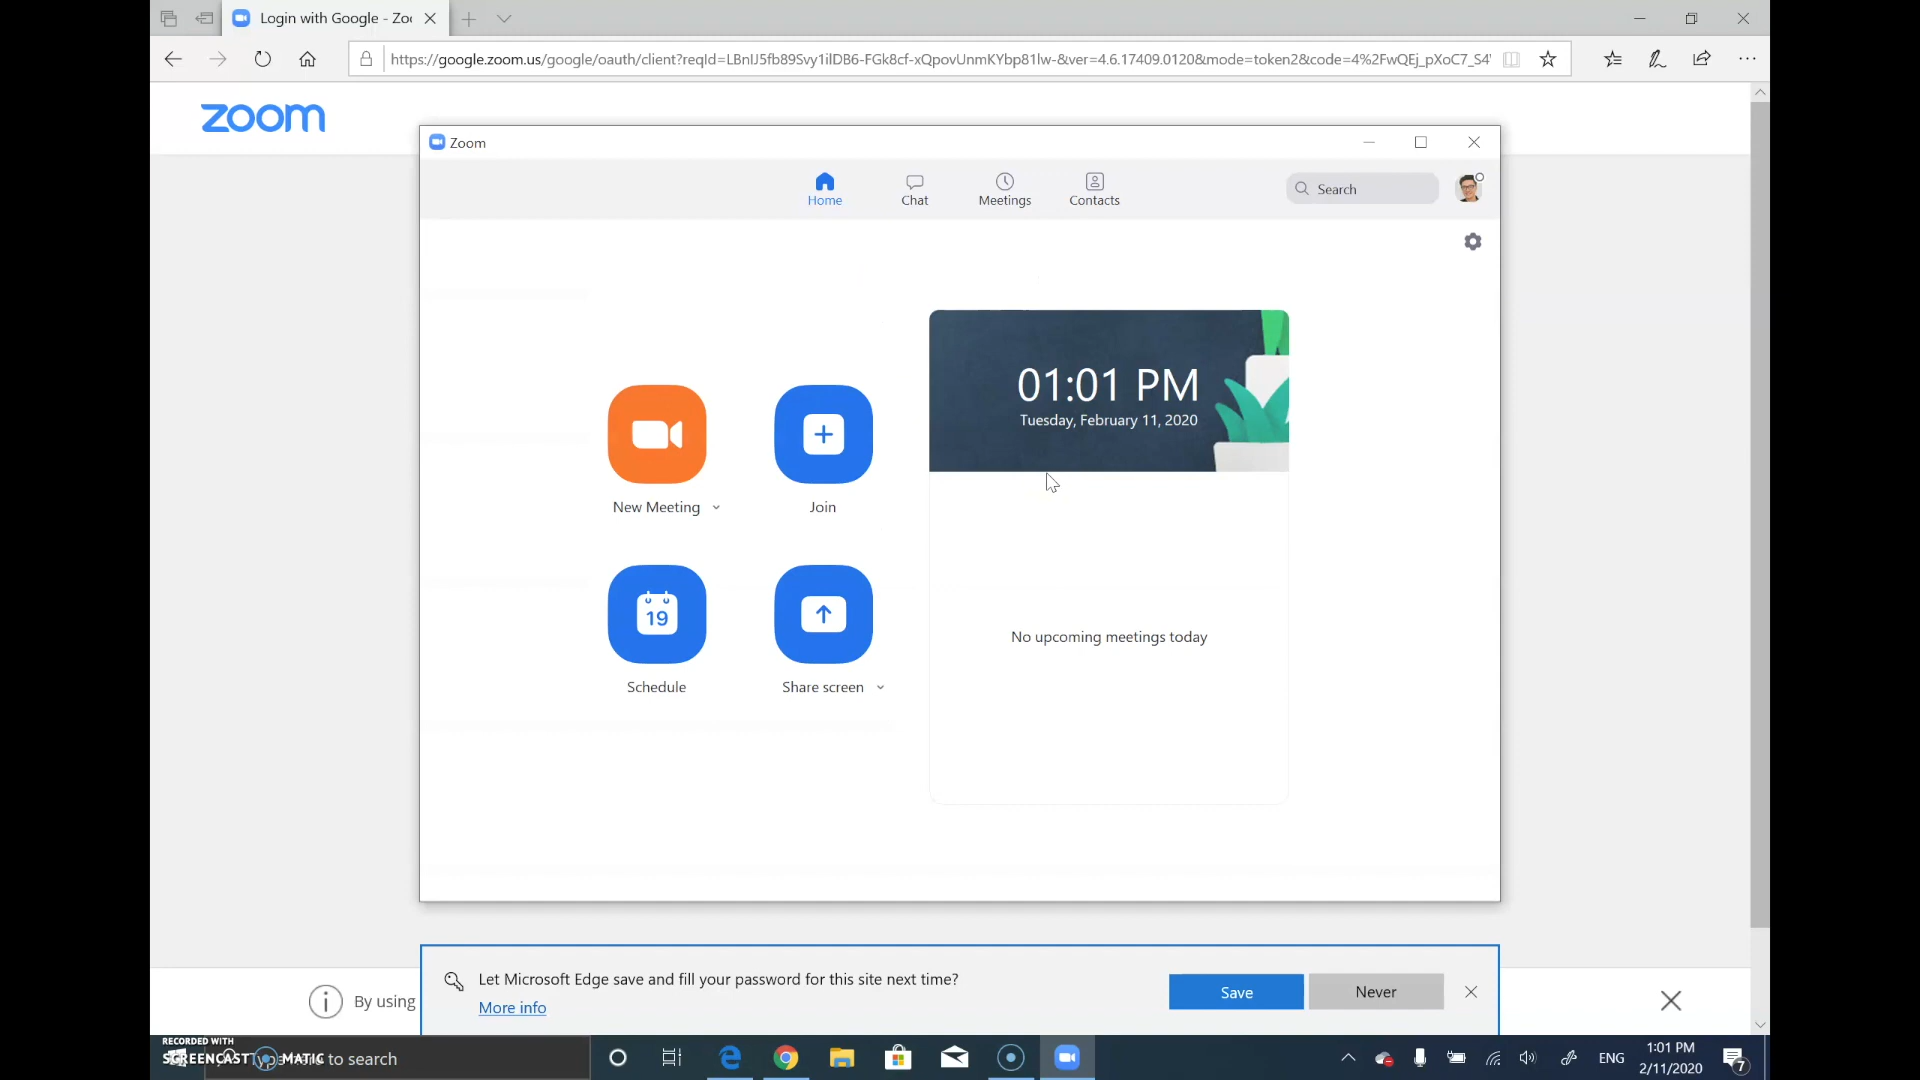 Login with Google - Zoo
https://google.zoom.us/google/oauth/client?reqId=LBnIJ5fb89Svy1iIDB6-FGk8cf-xQpovUnmKYbp81lw-&ver=4.6.17409.0120&mode=token2&code=4%2FwQEj_pXoC7_S4
zoom
Zoom
Home
Chat
Meetings
Contacts
Search
01:01 PM
Tuesday, February 11, 2020
New Meeting
Join
19
Schedule
Share screen
No upcoming meetings today
Let Microsoft Edge save and fill your password for this site next time?
More info
Save
Never
By using
RECORDED WITH
SCREENCAST MATIC
here to search
ENG
1:01 PM
2/11/2020
7